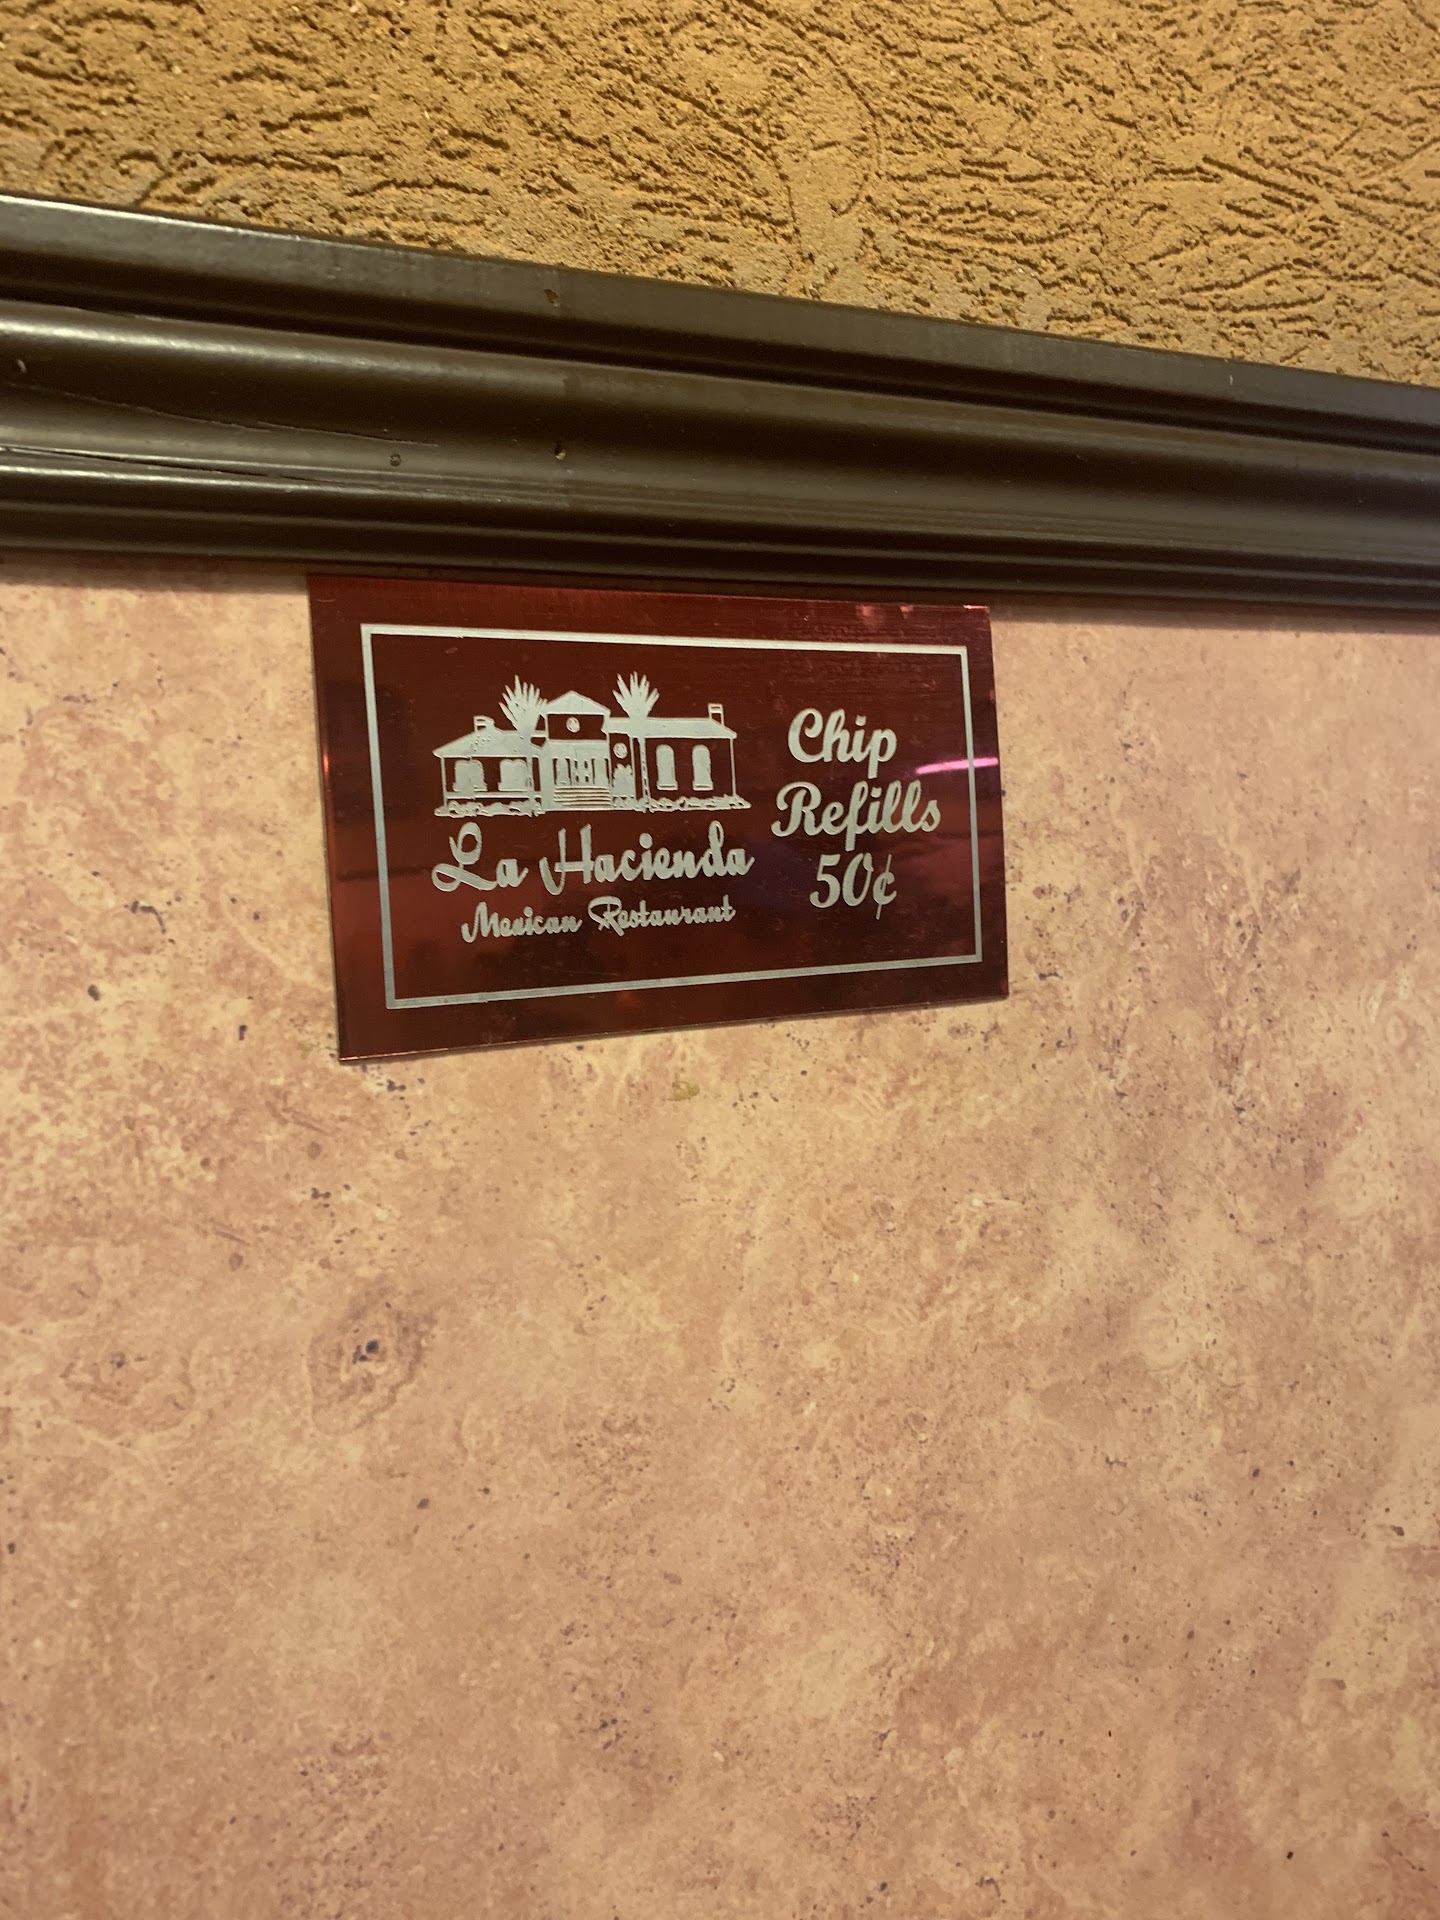 La Hacienda
Mexican Restaurant
Chip
Refills
50¢